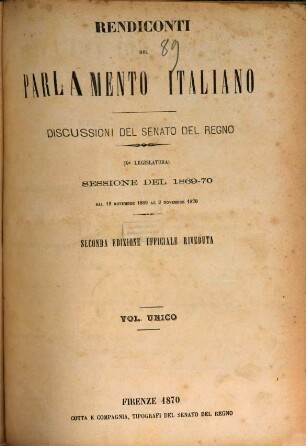 RENDICONTI
89
DEL
PARLAMENTO ITALIANO
DISCUSSIONI DEL SENATO DEL REGNO
(Xª LEGISLATURA)
SESSIONE DEL 1869-70
DAL 18 NOVEMBRE 1869 AL 2 NOVEMBRE 1870
SECONDA EDIZIONE UFFICIALE RIVEDUTA
VOL. UNICO
FIRENZE 1870
COTTA E COMPAGNIA, TIPOGRAFI DEL SENATO DEL REGNO